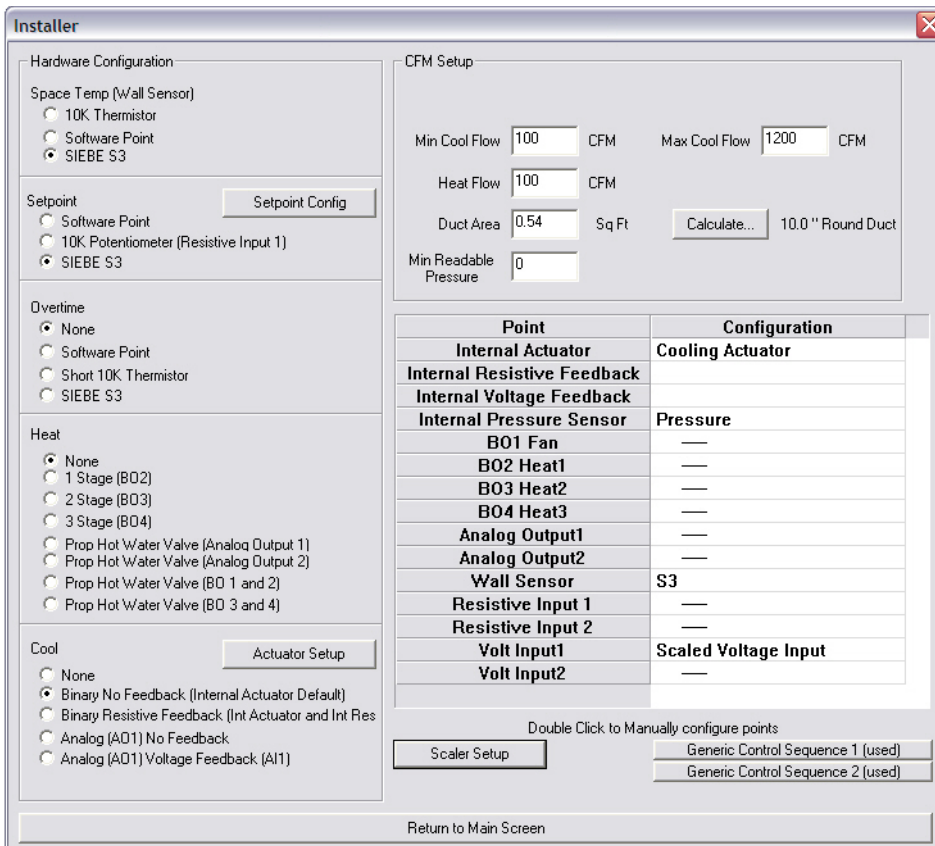 Installer
Hardware Configuration
Space Temp (Wall Sensor)
10K Thermistor
Software Point
SIEBE S3
Setpoint
Setpoint Config
Software Point
10K Potentiometer (Resistive Input 1)
SIEBE S3
Overtime
None
Software Point
Short 10K Thermistor
SIEBE S3
Heat
None
1 Stage (BO2)
2 Stage (BO3)
3 Stage (BO4)
Prop Hot Water Valve (Analog Output 1)
Prop Hot Water Valve (Analog Output 2)
Prop Hot Water Valve (BO 1 and 2)
Prop Hot Water Valve (BO 3 and 4)
Cool
Actuator Setup
None
Binary No Feedback (Internal Actuator Default)
Binary Resistive Feedback (Int Actuator and Int Res
Analog (AO1) No Feedback
Analog (AO1) Voltage Feedback (AI1)
CFM Setup
Min Cool Flow 100 CFM Max Cool Flow 1200 CFM
Heat Flow 100 CFM
Duct Area 0.54 Sq Ft Calculate... 10.0 " Round Duct
Min Readable
Pressure
0
Point Configuration
Internal Actuator Cooling Actuator
Internal Resistive Feedback
Internal Voltage Feedback
Internal Pressure Sensor Pressure
BO1 Fan —
BO2 Heat1 —
BO3 Heat2 —
BO4 Heat3 —
Analog Output1 —
Analog Output2 —
Wall Sensor S3
Resistive Input 1 —
Resistive Input 2 —
Volt Input1 Scaled Voltage Input
Volt Input2 —
Double Click to Manually configure points
Scaler Setup
Generic Control Sequence 1 (used)
Generic Control Sequence 2 (used)
Return to Main Screen